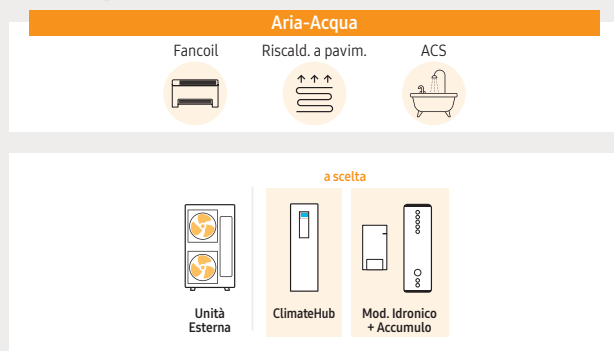 Aria-Acqua
Fancoil
Riscald. a pavim.
ACS
a scelta
Unità
Esterna
ClimateHub
Mod. Idronico
+ Accumulo